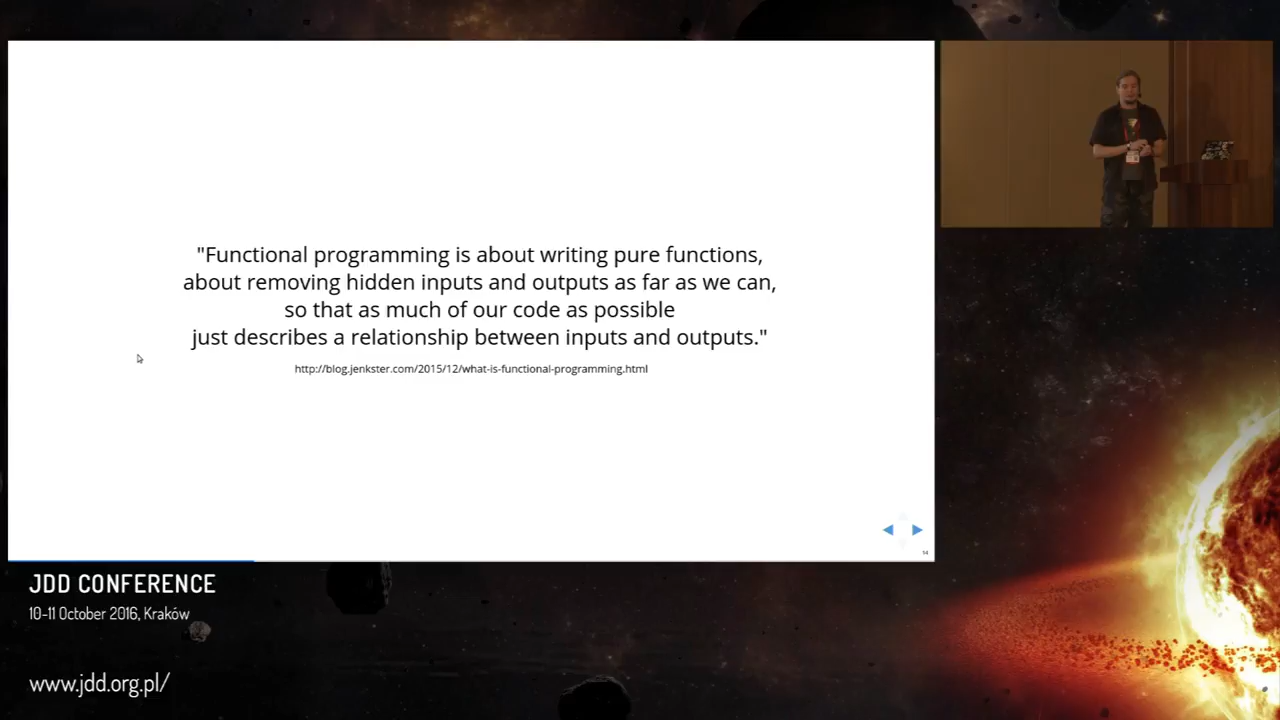 "Functional programming is about writing pure functions,
about removing hidden inputs and outputs as far as we can,
so that as much of our code as possible
just describes a relationship between inputs and outputs."
http://blog.jenkster.com/2015/12/what-is-functional-programming.html
14
JDD CONFERENCE
10-11 October 2016, Kraków
www.jdd.org.pl/